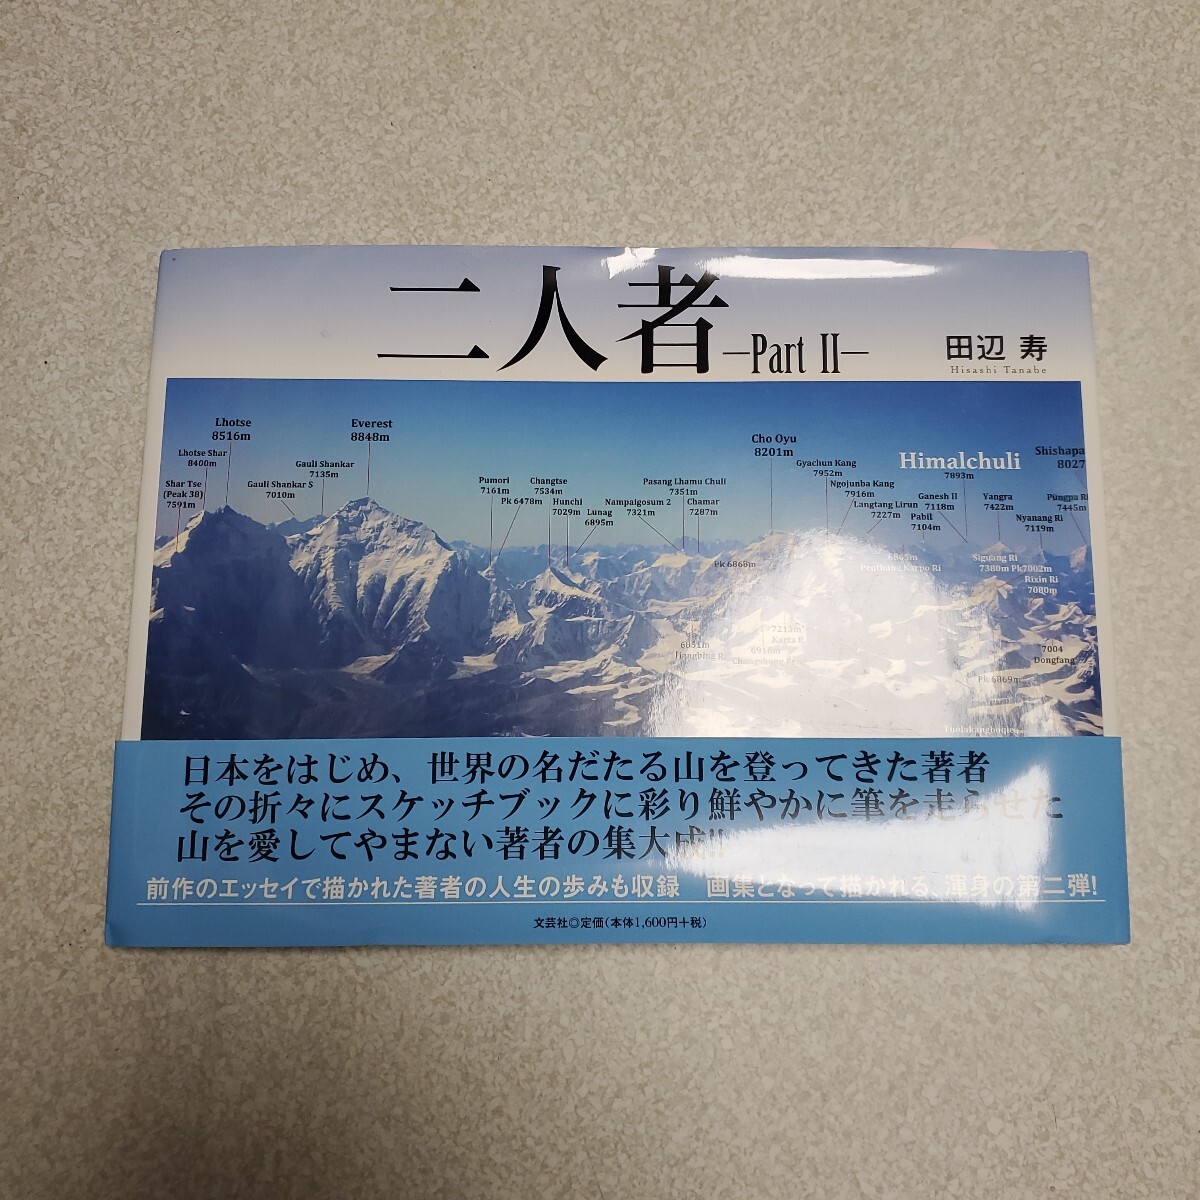 二人者 —Part II—
田辺 寿
Hisashi Tanabe
Lhotse
8516m
Everest
8848m
Lhotse Shar
8400m
Gauli Shankar
7135m
Shar Tse
(Peak 38)
7591m
Gauli Shankar S
7010m
Pumori
7161m
Pk 6478m
Changtse
7534m
Hunchi
7029m
Lunag
6895m
Nampaigosum 2
7321m
Pasang Lhamu Chuli
7351m
Chamar
7287m
Cho Oyu
8201m
Gyachun Kang
7952m
Ngojunba Kang
7916m
Langtang Lirun
7227m
Himalchuli
7893m
Ganesh II
7118m
Pabil
7104m
Yangra
7422m
Nyanang Ri
7119m
Shishapa
8027
Pungpa Ri
7445m
Pk 6868m
Siguang Ri
7380m Pk7002m
Rixin Ri
7080m
7004
Dongfang
Pk 6869m
日本をはじめ、世界の名だたる山を登ってきた著者
その折々にスケッチブックに彩り鮮やかに筆を走らせた
山を愛してやまない著者の集大成!!
前作のエッセイで描かれた著者の人生の歩みも収録 画集となって描かれる、渾身の第二弾!
文芸社◎定価(本体1,600円+税)